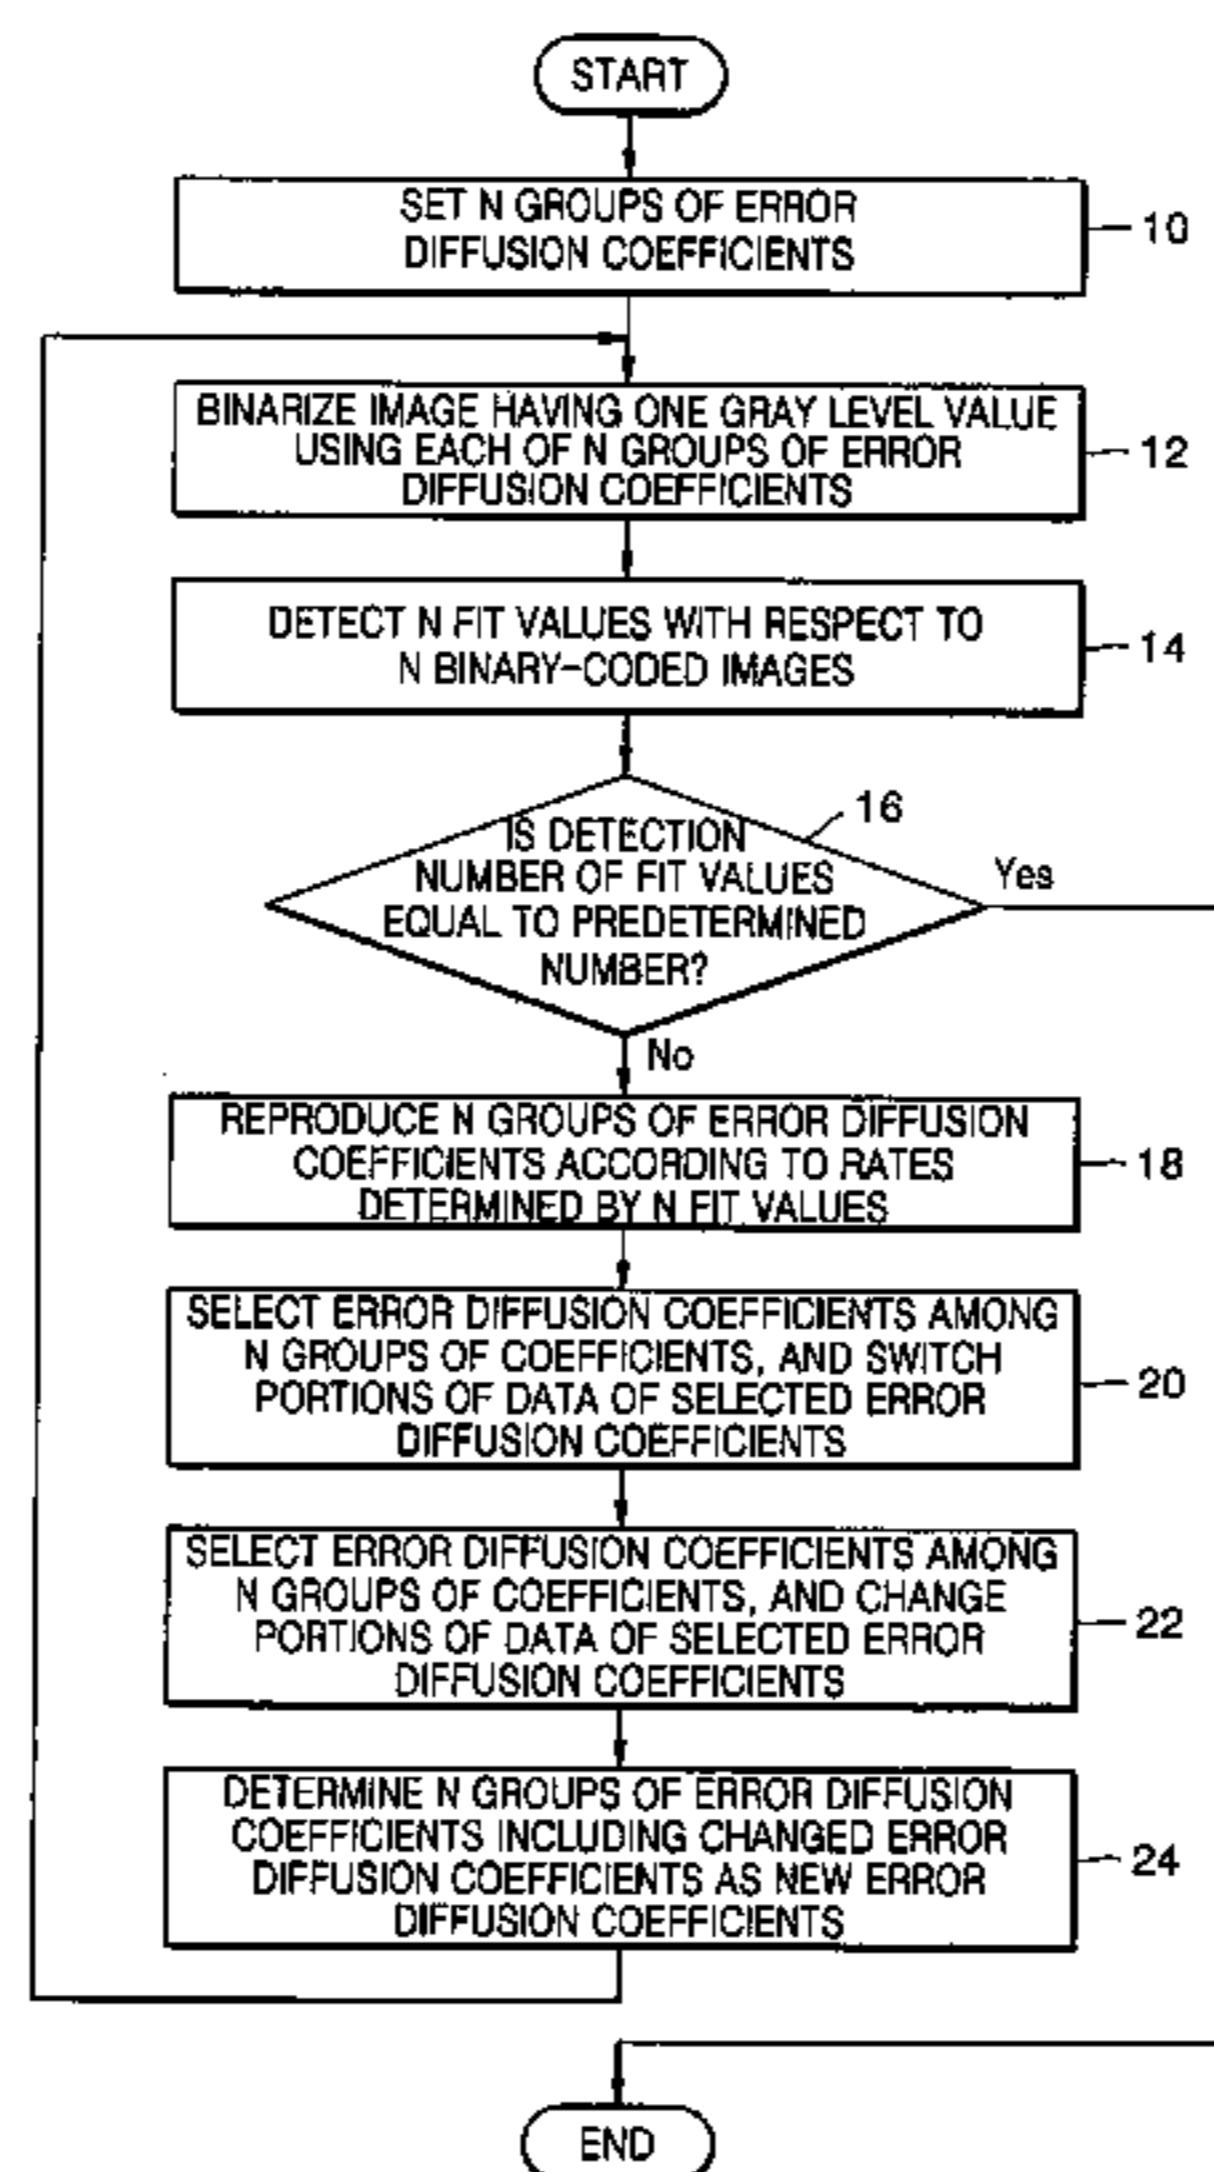 START
SET N GROUPS OF ERROR
DIFFUSION COEFFICIENTS
10
BINARIZE IMAGE HAVING ONE GRAY LEVEL VALUE
USING EACH OF N GROUPS OF ERROR
DIFFUSION COEFFICIENTS
12
DETECT N FIT VALUES WITH RESPECT TO
N BINARY-CODED IMAGES
14
16
IS DETECTION
NUMBER OF FIT VALUES
EQUAL TO PREDETERMINED
NUMBER?
Yes
No
REPRODUCE N GROUPS OF ERROR DIFFUSION
COEFFICIENTS ACCORDING TO RATES
DETERMINED BY N FIT VALUES
18
SELECT ERROR DIFFUSION COEFFICIENTS AMONG
N GROUPS OF COEFFICIENTS, AND SWITCH
PORTIONS OF DATA OF SELECTED ERROR
DIFFUSION COEFFICIENTS
20
SELECT ERROR DIFFUSION COEFFICIENTS AMONG
N GROUPS OF COEFFICIENTS, AND CHANGE
PORTIONS OF DATA OF SELECTED ERROR
DIFFUSION COEFFICIENTS
22
DETERMINE N GROUPS OF ERROR DIFFUSION
COEFFICIENTS INCLUDING CHANGED ERROR
DIFFUSION COEFFICIENTS AS NEW ERROR
DIFFUSION COEFFICIENTS
24
END